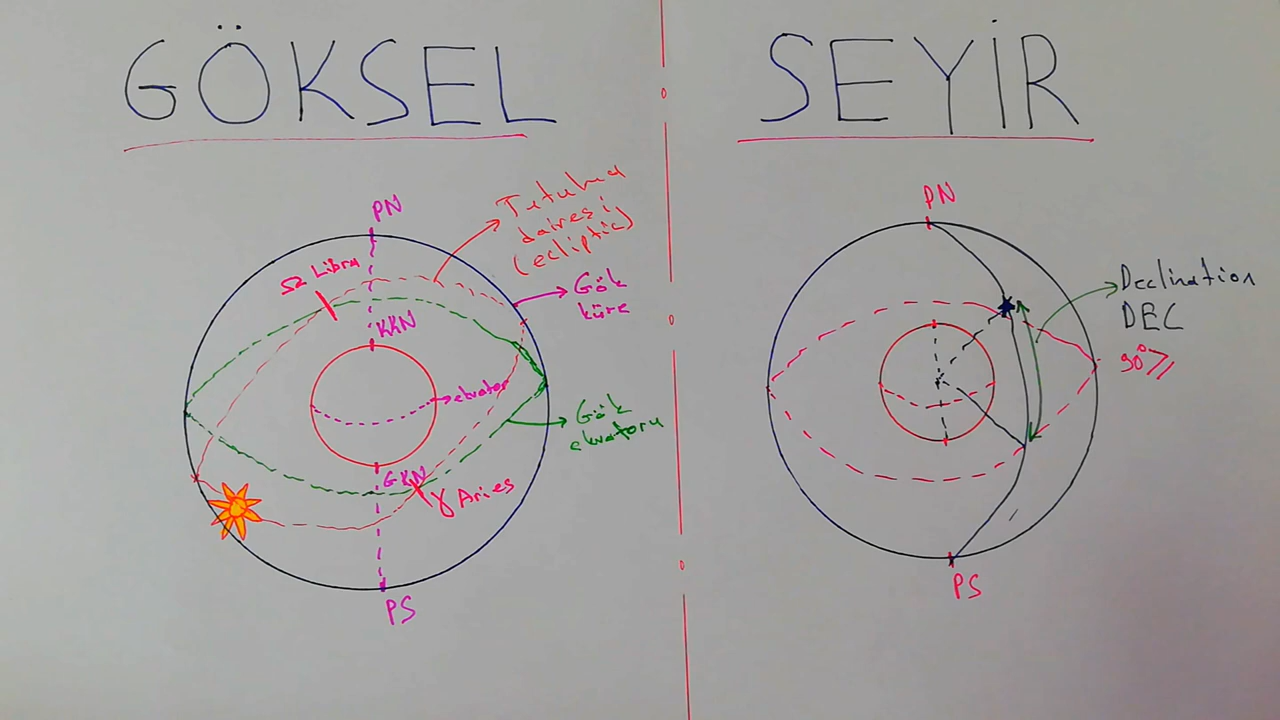 GÖKSEL
SEYİR
PN
Tutulma
dairesi
(ecliptic)
Ω Libra
Gök
küre
KKN
ekvator
Gök
ekvatoru
GKN
γ Aries
PS
PN
Declination
DEC
90°≥
PS